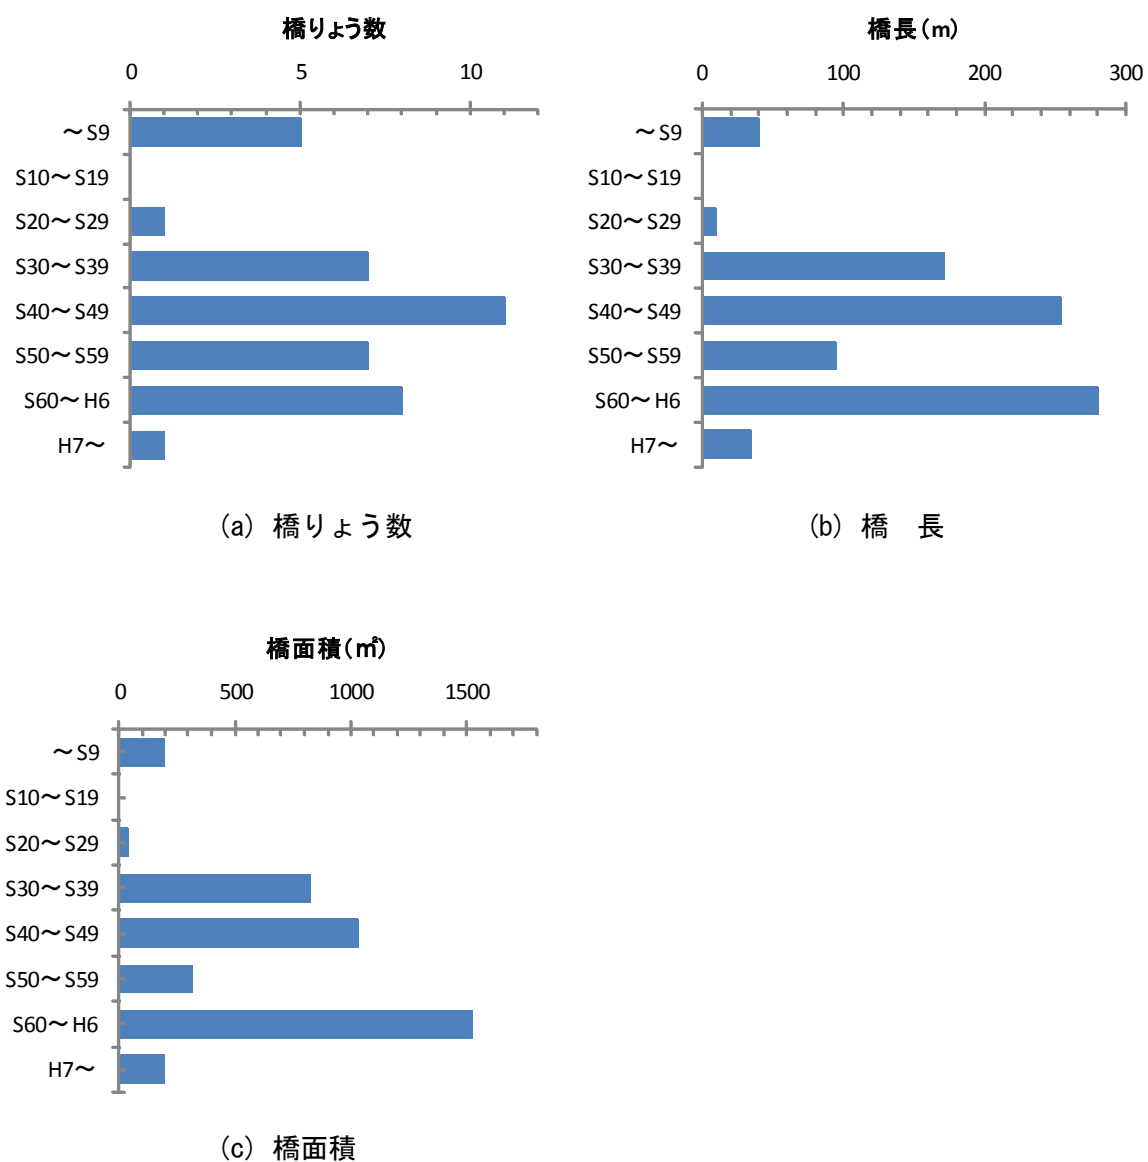 橋りょう数
0 5 10
～S9
S10～S19
S20～S29
S30～S39
S40～S49
S50～S59
S60～H6
H7～
(a) 橋りょう数
橋長(m)
0 100 200 300
～S9
S10～S19
S20～S29
S30～S39
S40～S49
S50～S59
S60～H6
H7～
(b) 橋　長
橋面積(㎡)
0 500 1000 1500
～S9
S10～S19
S20～S29
S30～S39
S40～S49
S50～S59
S60～H6
H7～
(c) 橋面積